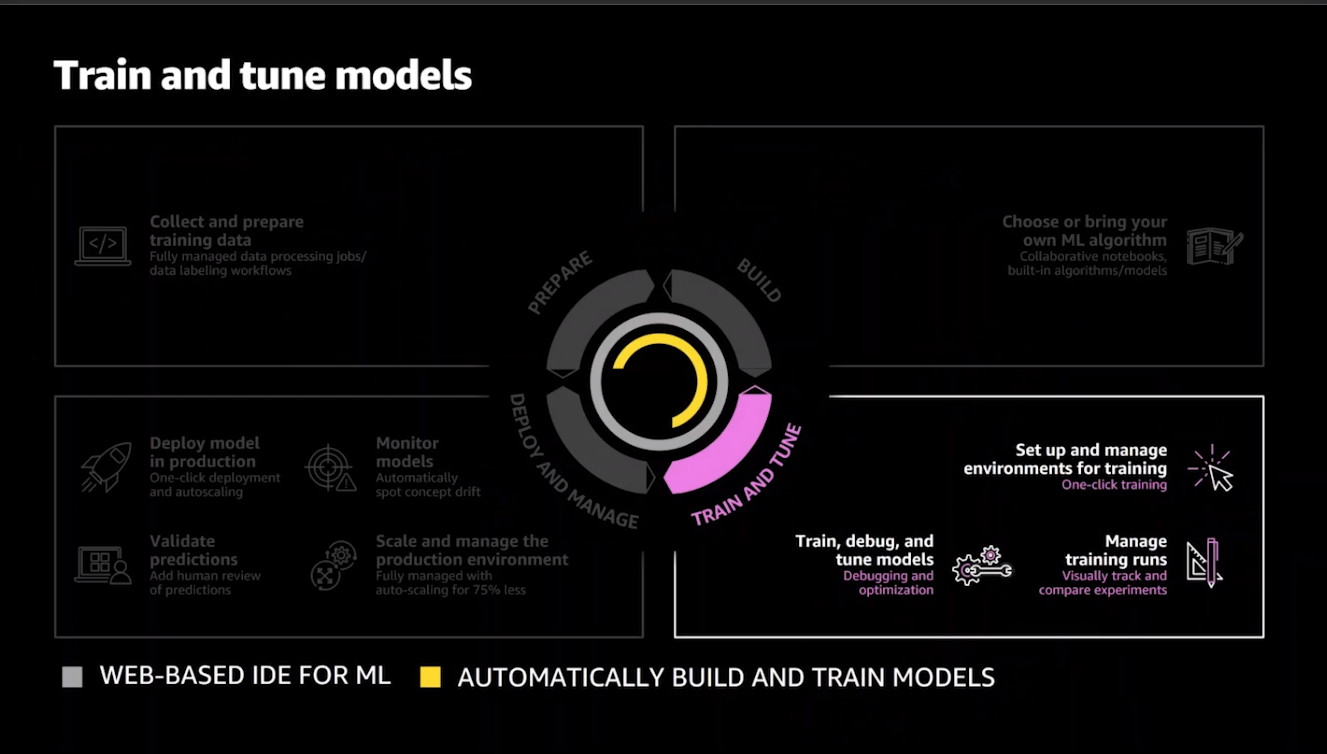 Train and tune models
Collect and prepare
training data
Fully managed data processing jobs/
data labeling workflows
Choose or bring your
own ML algorithm
Collaborative notebooks,
built-in algorithms/models
PREPARE
BUILD
DEPLOY AND MANAGE
TRAIN AND TUNE
Deploy model
in production
One-click deployment
and autoscaling
Monitor
models
Automatically
spot concept drift
Validate
predictions
Add human review
of predictions
Scale and manage the
production environment
Fully managed with
auto-scaling for 75% less
Set up and manage
environments for training
One-click training
Train, debug, and
tune models
Debugging and
optimization
Manage
training runs
Visually track and
compare experiments
WEB-BASED IDE FOR ML
AUTOMATICALLY BUILD AND TRAIN MODELS